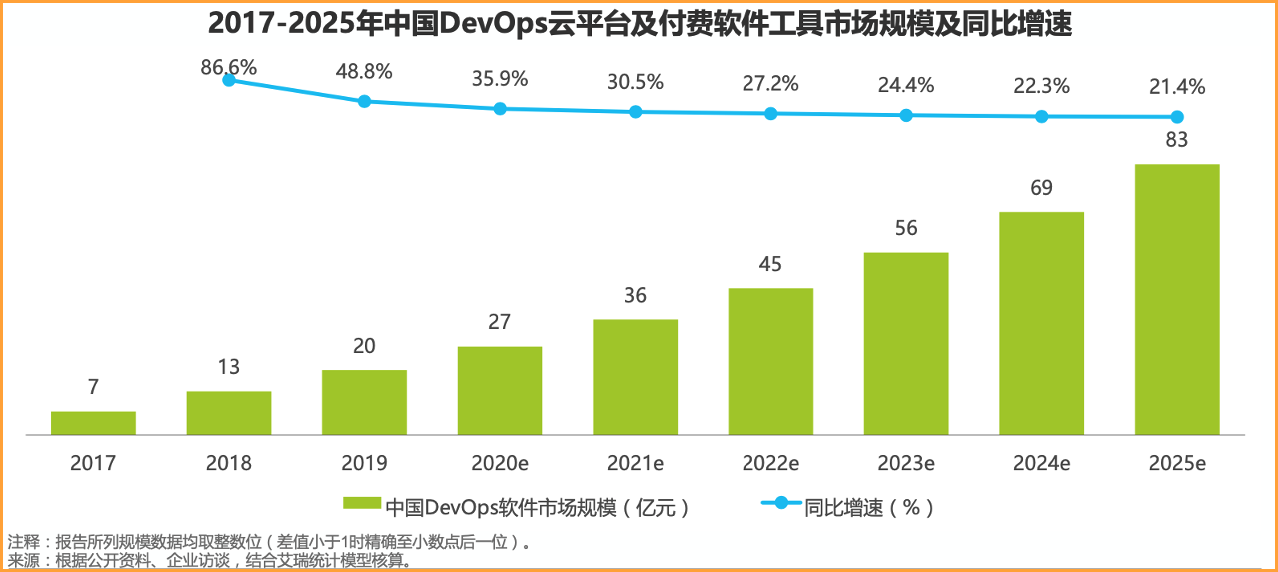 2017-2025年中国DevOps云平台及付费软件工具市场规模及同比增速
86.6% 48.8% 35.9% 30.5% 27.2% 24.4% 22.3% 21.4%
7 13 20 27 36 45 56 69 83
2017 2018 2019 2020e 2021e 2022e 2023e 2024e 2025e
中国DevOps软件市场规模（亿元） 同比增速（%）
注释：报告所列规模数据均取整数位（差值小于1时精确至小数点后一位）。
来源：根据公开资料、企业访谈，结合艾瑞统计模型核算。